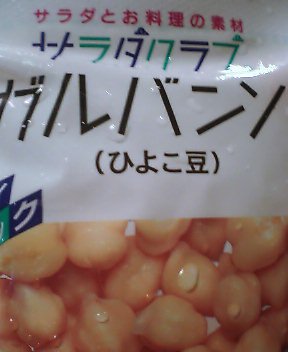 サラダとお料理の素材
サラダクラブ
ガルバンゾ
(ひよこ豆)